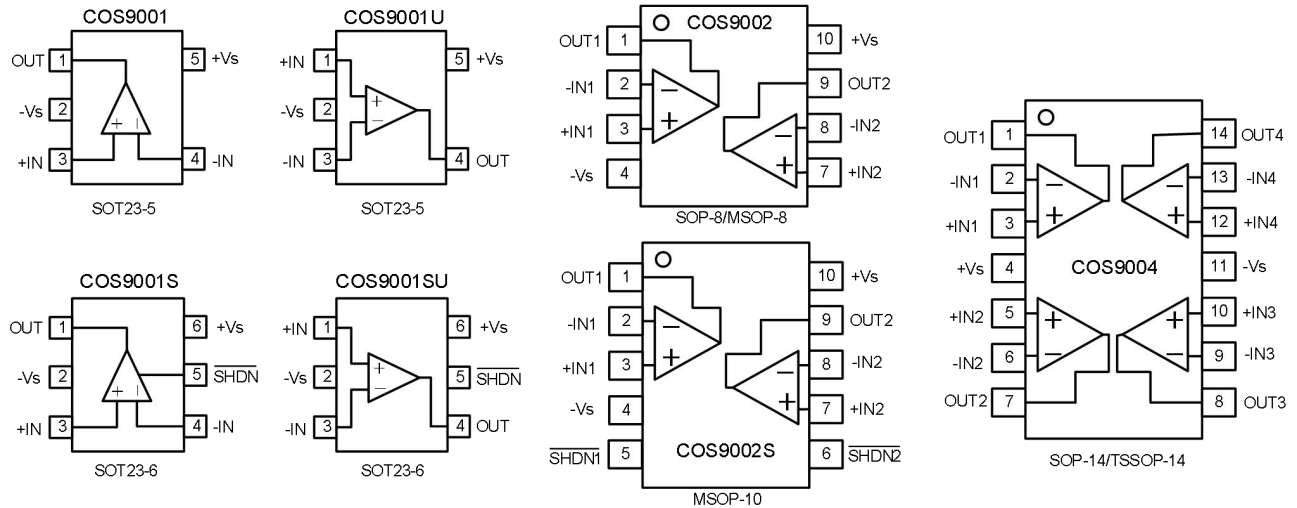 COS9001
OUT 1 5 +Vs
-Vs 2
+ −
+IN 3 4 -IN
SOT23-5
COS9001U
+IN 1 5 +Vs
-Vs 2
+
−
-IN 3 4 OUT
SOT23-5
COS9001S
OUT 1 6 +Vs
-Vs 2 5 SHDN
+ −
+IN 3 4 -IN
SOT23-6
COS9001SU
+IN 1 6 +Vs
-Vs 2 5 SHDN
+
−
-IN 3 4 OUT
SOT23-6
COS9002
OUT1 1 10 +Vs
-IN1 2 − 9 OUT2
+IN1 3 + − 8 -IN2
-Vs 4 + 7 +IN2
SOP-8/MSOP-8
OUT1 1 10 +Vs
-IN1 2 − 9 OUT2
+IN1 3 + − 8 -IN2
-Vs 4 + 7 +IN2
SHDN1 5 COS9002S 6 SHDN2
MSOP-10
OUT1 1 14 OUT4
-IN1 2 − − 13 -IN4
+IN1 3 + + 12 +IN4
+Vs 4 COS9004 11 -Vs
+IN2 5 + + 10 +IN3
-IN2 6 − − 9 -IN3
OUT2 7 8 OUT3
SOP-14/TSSOP-14